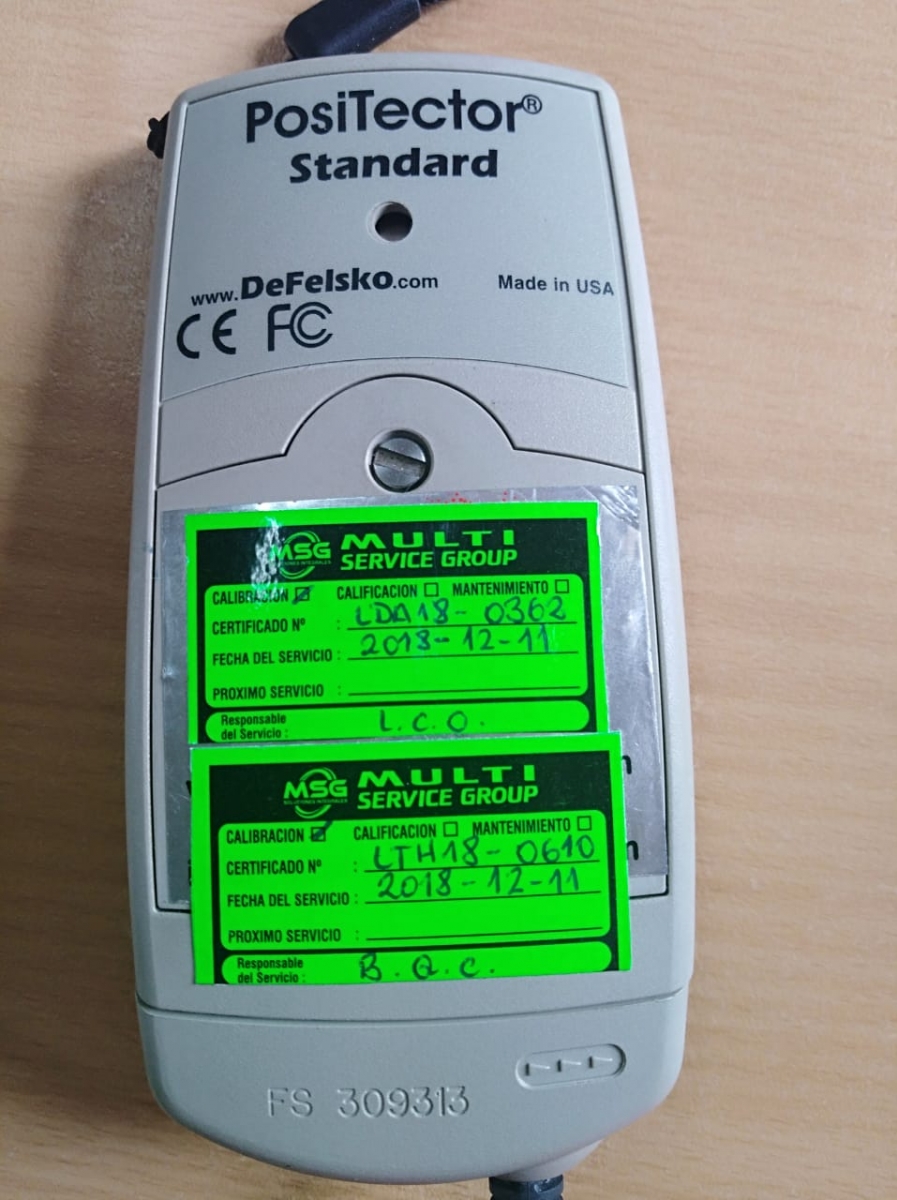 PosiTector®
Standard
www.DeFelsko.com Made in USA
CE FC
MSG MULTI
SERVICE GROUP
CALIBRACION CALIFICACION MANTENIMIENTO
CERTIFICADO Nº : LDA18-0362
FECHA DEL SERVICIO : 2018-12-11
PROXIMO SERVICIO :
Responsable
del Servicio : L.C.O.
MSG MULTI
SOLUCIONES INTEGRALES SERVICE GROUP
CALIBRACION CALIFICACION MANTENIMIENTO
CERTIFICADO Nº : LTH18-0610
FECHA DEL SERVICIO : 2018-12-11
PROXIMO SERVICIO :
Responsable
del Servicio : B.Q.C.
FS 309313